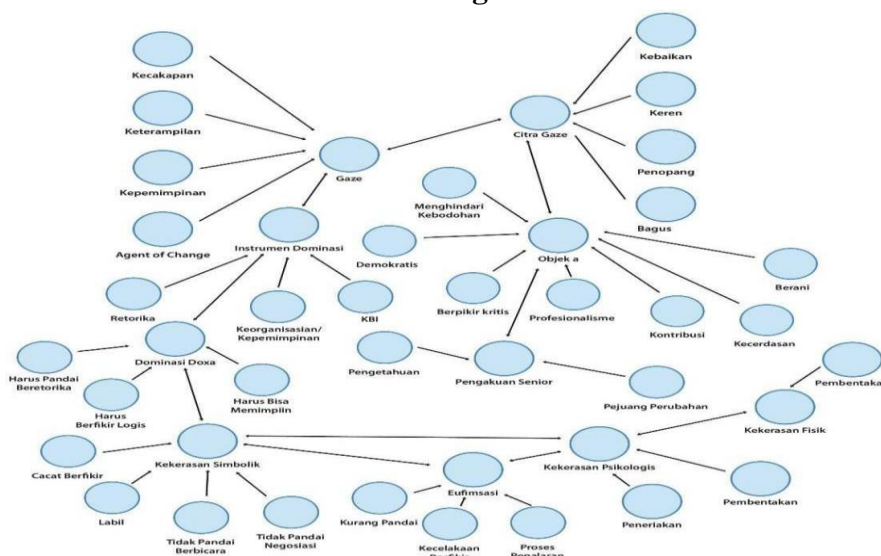 Kebaikan
Kecakapan
Keren
Citra Gaze
Keterampilan
Penopang
Gaze
Kepemimpinan
Menghindari
Kebodohan
Bagus
Agent of Change
Instrumen Dominasi
Demokratis
Objek a
Berani
Retorika
Keorganisasian/
Kepemimpinan
KBI
Berpikir kritis
Profesionalisme
Kontribusi
Kecerdasan
Dominasi Doxa
Harus Pandai
Beretorika
Harus
Berfikir Logis
Harus Bisa
Memimpiin
Pengetahuan
Pengakuan Senior
Pejuang Perubahan
Pembentaka
Kekerasan Fisik
Cacat Berfikir
Kekerasan Simbolik
Kekerasan Psikologis
Labil
Tidak Pandai
Berbicara
Tidak Pandai
Negosiasi
Kurang Pandai
Eufimsasi
Kecelakaan
Proses
Penerlakan
Pembentakan